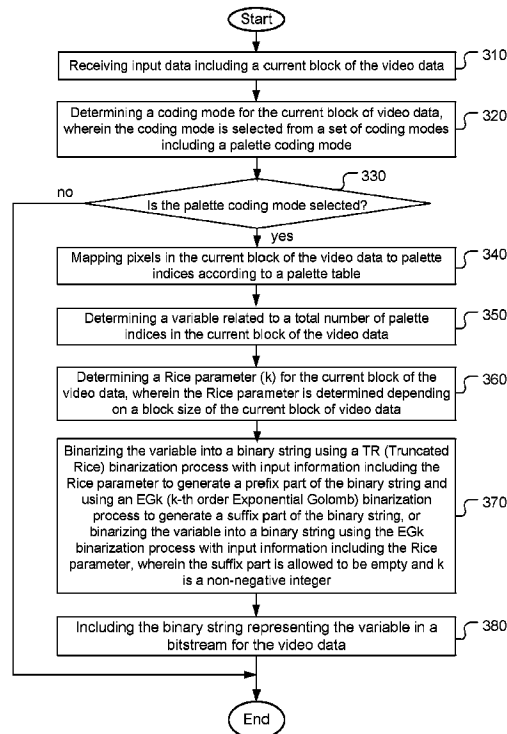 Start
Receiving input data including a current block of the video data
310
Determining a coding mode for the current block of video data,
wherein the coding mode is selected from a set of coding modes
including a palette coding mode
320
330
no
Is the palette coding mode selected?
yes
Mapping pixels in the current block of the video data to palette
indices according to a palette table
340
Determining a variable related to a total number of palette
indices in the current block of the video data
350
Determining a Rice parameter (k) for the current block of the
video data, wherein the Rice parameter is determined depending
on a block size of the current block of video data
360
Binarizing the variable into a binary string using a TR (Truncated
Rice) binarization process with input information including the
Rice parameter to generate a prefix part of the binary string and
using an EGk (k-th order Exponential Golomb) binarization
process to generate a suffix part of the binary string, or
binarizing the variable into a binary string using the EGk
binarization process with input information including the Rice
parameter, wherein the suffix part is allowed to be empty and k
is a non-negative integer
370
Including the binary string representing the variable in a
bitstream for the video data
380
End